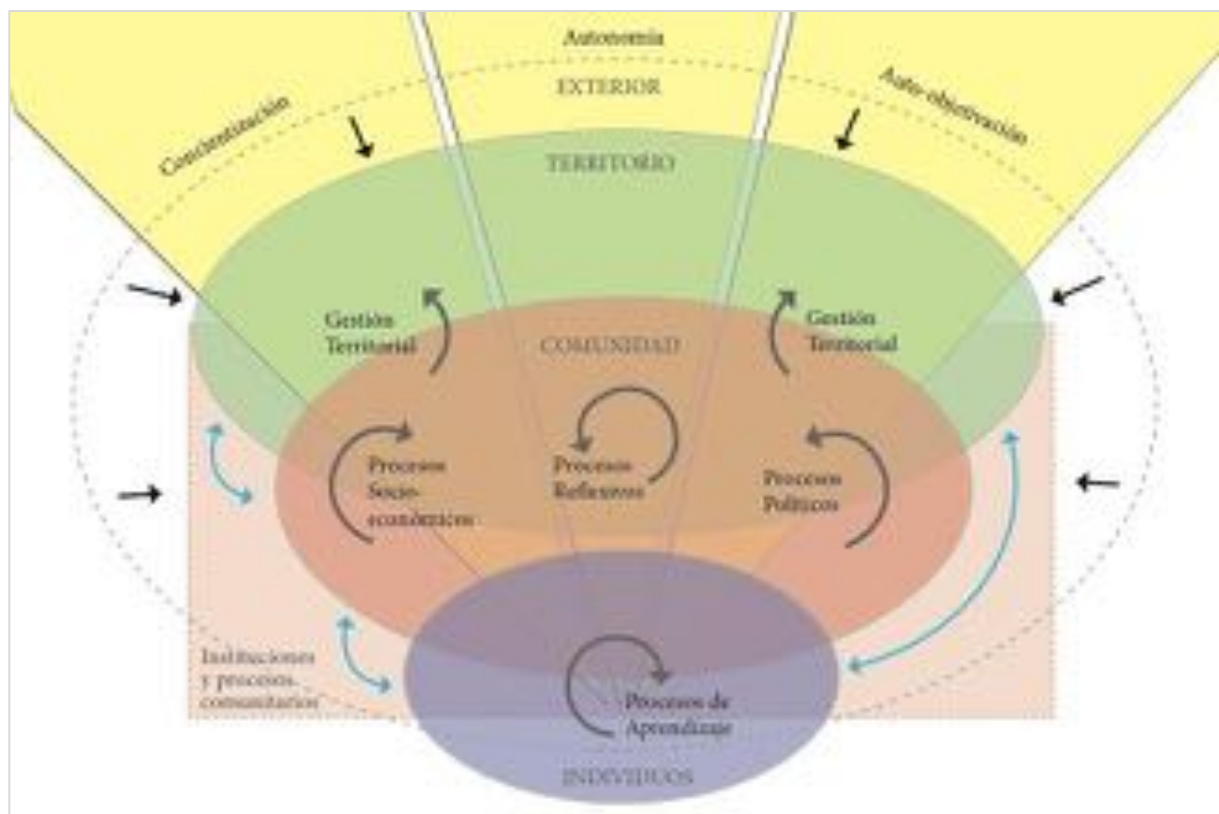 Autonomía
EXTERIOR
Concientización
Auto-objetivación
TERRITORIO
Gestión
Territorial
COMUNIDAD
Gestión
Territorial
Procesos
Socio-
económicos
Procesos
Reflexivos
Procesos
Políticos
Instituciones
y procesos
comunitarios
Procesos de
Aprendizaje
INDIVIDUOS